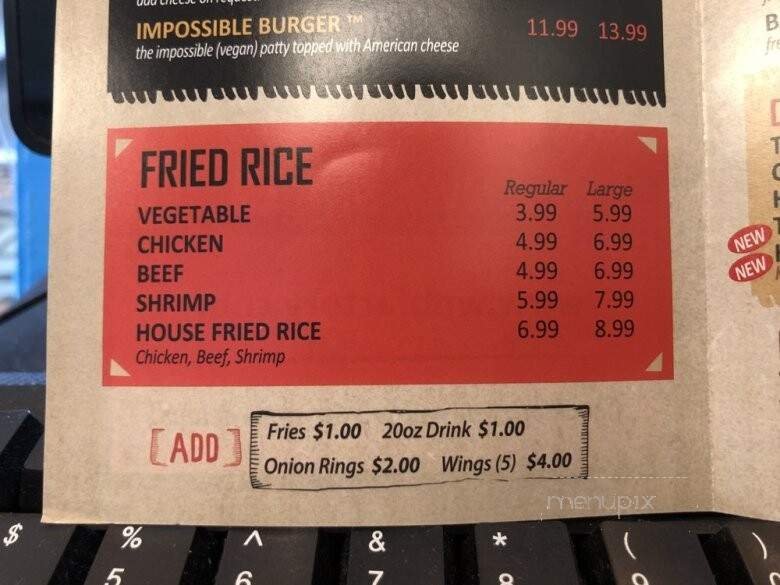 IMPOSSIBLE BURGER ™ 11.99 13.99
the impossible (vegan) patty topped with American cheese
FRIED RICE
Regular Large
VEGETABLE 3.99 5.99
CHICKEN 4.99 6.99
BEEF 4.99 6.99
SHRIMP 5.99 7.99
HOUSE FRIED RICE 6.99 8.99
Chicken, Beef, Shrimp
[ADD]
Fries $1.00 20oz Drink $1.00
Onion Rings $2.00 Wings (5) $4.00
NEW
NEW
menupix
$ % ^ & * ( )
5 6 7